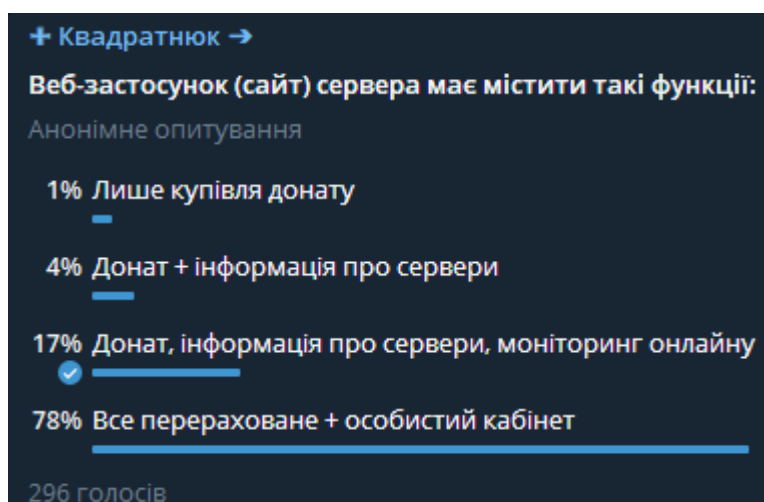 + Квадратнюк →
Веб-застосунок (сайт) сервера має містити такі функції:
Анонімне опитування
1% Лише купівля донату
4% Донат + інформація про сервери
17% Донат, інформація про сервери, моніторинг онлайну
78% Все перераховане + особистий кабінет
296 голосів